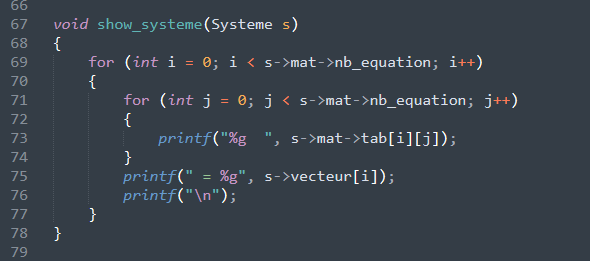 66
67 void show_systeme(Systeme s)
68 {
69     for (int i = 0; i < s->mat->nb_equation; i++)
70     {
71         for (int j = 0; j < s->mat->nb_equation; j++)
72         {
73             printf("%g  ", s->mat->tab[i][j]);
74         }
75         printf(" = %g", s->vecteur[i]);
76         printf("\n");
77     }
78 }
79